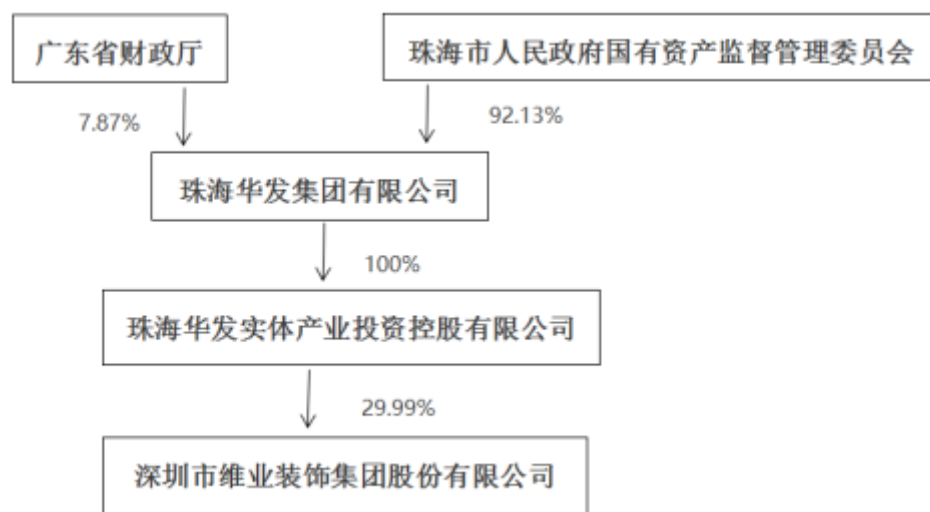 广东省财政厅
珠海市人民政府国有资产监督管理委员会
7.87%
92.13%
珠海华发集团有限公司
100%
珠海华发实体产业投资控股有限公司
29.99%
深圳市维业装饰集团股份有限公司